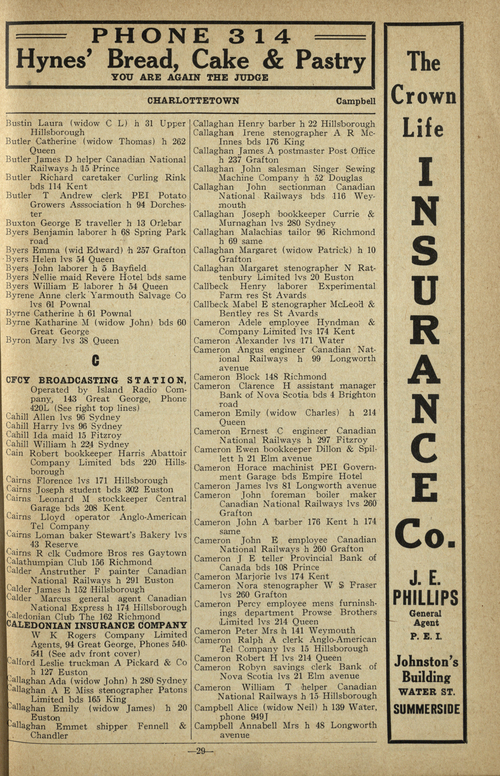 PHONE 314
Hynes' Bread, Cake & Pastry
YOU ARE AGAIN THE JUDGE
CHARLOTTETOWN Campbell
Bustin Laura (widow C L) h 31 Upper
Hillsborough
Butler Catherine (widow Thomas) h 262
Queen
Butler James D helper Canadian National
Railways h 15 Prince
Butler Richard caretaker Curling Rink
bds 114 Kent
Butler T Andrew clerk PEI Potato
Growers Asssociation h 94 Dorches-
ter
Buxton George E traveller h 13 Orlebar
Byers Benjamin laborer h 68 Spring Park
road
Byers Emma (wid Edward) h 257 Grafton
Byers Helen lvs 54 Queen
Byers John laborer h 5 Bayfield
Byers Nellie maid Revere Hotel bds same
Byers William E laborer h 54 Queen
Byrene Anne clerk Yarmouth Salvage Co
lvs 61 Pownal
Byrne Catherine h 61 Pownal
Byrne Katharine M (widow John) bds 60
Great George
Byron Mary lvs 38 Queen
C
CFCY BROADCASTING STATION,
Operated by Island Radio Com-
pany, 143 Great George, Phone
420L (See right top lines)
Cahill Allen lvs 96 Sydney
Cahill Harry lvs 96 Sydney
Cahill Ida maid 15 Fitzroy
Cahill William h 224 Sydney
Cain Robert bookkeeper Harris Abattoir
Company Limited bds 220 Hills-
borough
Cairns Florence lvs 171 Hillsborough
Cairns Joseph student bds 302 Euston
Cairns Leonard M stockkeeper Central
Garage bds 208 Kent
Cairns Lloyd operator Anglo-American
Tel Company
Cairns Loman baker Stewart's Bakery lvs
43 Reserve
Cairns R clk Cudmore Bros res Gaytown
Calathumpian Club 156 Richmond
Calder Anstruther F painter Canadian
National Railways h 291 Euston
Calder James h 152 Hillsborough
Calder Marcus general agent Canadian
National Express h 174 Hillsborough
Caledonian Club The 162 Richmond
CALEDONIAN INSURANCE COMPANY
W K Rogers Company Limited
Agents, 94 Great George, Phones 540-
541 (See adv front cover)
Calford Leslie truckman A Pickard & Co
h 127 Euston
Callaghan Ada (widow John) h 280 Sydney
Callaghan A E Miss stenographer Patons
Limited bds 165 King
Callaghan Emily (widow James) h 20
Euston
Callaghan Emmet shipper Fennell &
Chandler
Callaghan Henry barber h 22 Hillsborough
Callaghan Irene stenographer A R Mc-
Innes bds 176 King
Callaghan James A postmaster Post Office
h 237 Grafton
Callaghan John salesman Singer Sewing
Machine Company h 52 Douglas
Callaghan John sectionman Canadian
National Railways bds 116 Wey-
mouth
Callaghan Joseph bookkeeper Currie &
Murnaghan lvs 280 Sydney
Callaghan Malachias tailor 96 Richmond
h 69 same
Callaghan Margaret (widow Patrick) h 10
Grafton
Callaghan Margaret stenographer N Rat-
tenbury Limited lvs 20 Euston
Callbeck Henry laborer Experimental
Farm res St Avards
Callbeck Mabel E stenographer McLeod &
Bentley res St Avards
Cameron Adele employee Hyndman &
Company Limited lvs 174 Kent
Cameron Alexander lvs 171 Water
Cameron Angus engineer Canadian Nat-
ional Railways h 99 Longworth
avenue
Cameron Block 148 Richmond
Cameron Clarence H assistant manager
Bank of Nova Scotia bds 4 Brighton
road
Cameron Emily (widow Charles) h 214
Queen
Cameron Ernest C engineer Canadian
National Railways h 297 Fitzroy
Cameron Ewen bookkeeper Dillon & Spil-
lett h 21 Elm avenue
Cameron Horace machinist PEI Govern-
ment Garage bds Empire Hotel
Cameron James lvs 81 Longworth avenue
Cameron John foreman boiler maker
Canadian National Railways lvs 260
Grafton
Cameron John A barber 176 Kent h 174
same
Cameron John E employee Canadian
National Railways h 260 Grafton
Cameron J E teller Provincial Bank of
Canada bds 108 Prince
Cameron Marjorie lvs 174 Kent
Cameron Nora stenographer W S Fraser
lvs 260 Grafton
Cameron Percy employee mens furninsh-
ings department Prowse Brothers
Limited lvs 214 Queen
Cameron Peter Mrs h 141 Weymouth
Cameron Ralph A clerk Anglo-American
Tel Company lvs 15 Hillsborough
Cameron Robert H lvs 214 Queen
Cameron Robyn savings clerk Bank of
Nova Scotia lvs 21 Elm avenue
Cameron William T helper Canadian
National Railways h 15 Hillsborough
Campbell Alice (widow Neil) h 139 Water,
phone 949J
Campbell Annabell Mrs h 48 Longworth
avenue
—29—
The
Crown
Life
INSURANCE
Co.
J. E.
PHILLIPS
General
Agent
P. E. I.
Johnston's
Building
WATER ST.
SUMMERSIDE